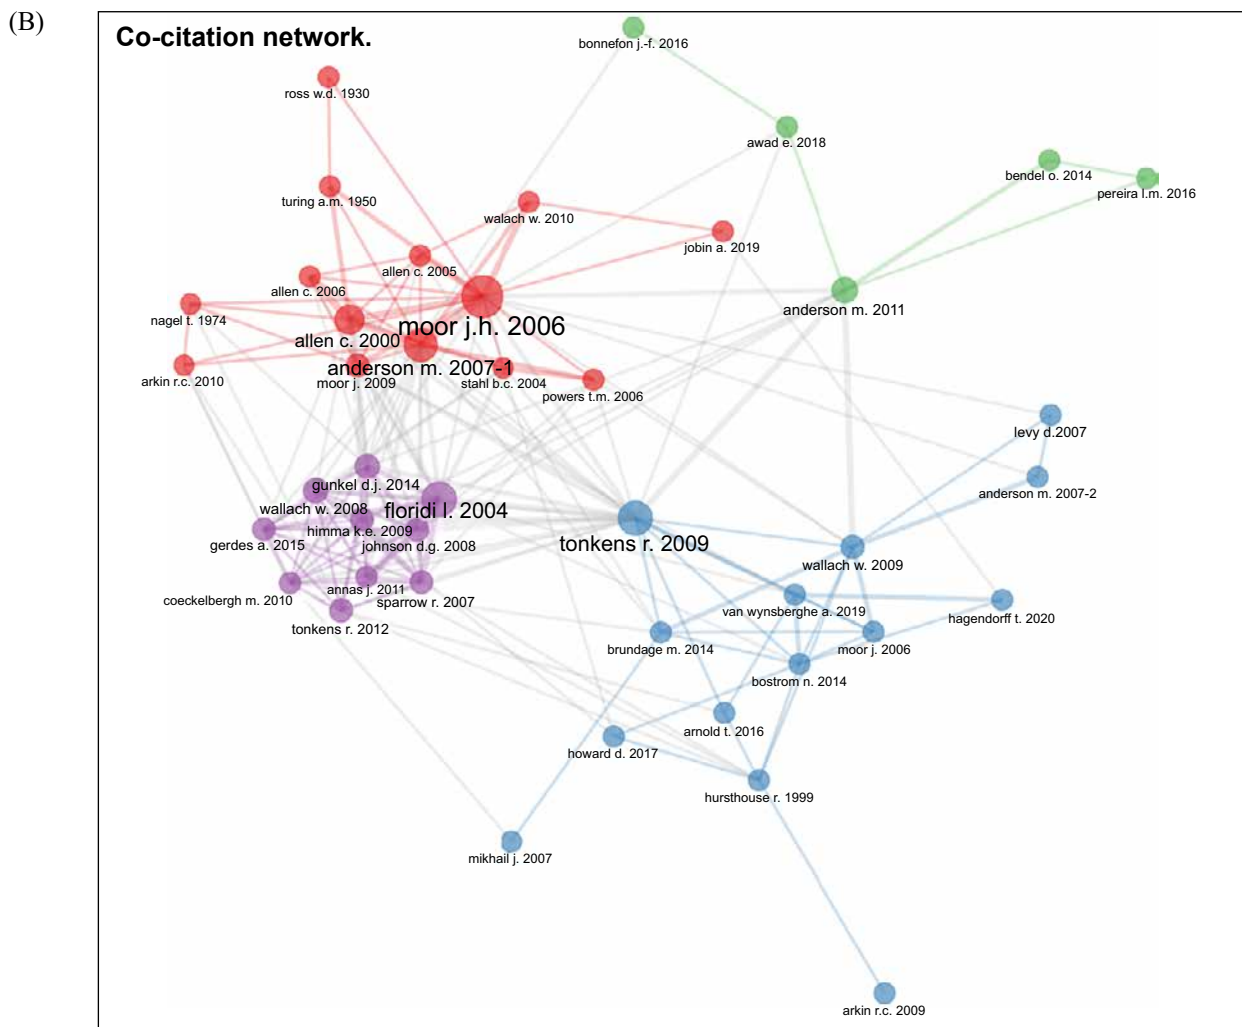 (B)
Co-citation network.
bonnefon j.-f. 2016
ross w.d. 1930
awad e. 2018
bendel o. 2014
pereira l.m. 2016
turing a.m. 1950
walach w. 2010
jobin a. 2019
allen c. 2005
allen c. 2006
anderson m. 2011
nagel t. 1974
moor j.h. 2006
allen c. 2000
anderson m. 2007-1
arkin r.c. 2010
moor j. 2009
stahl b.c. 2004
powers t.m. 2006
levy d.2007
gunkel d.j. 2014
anderson m. 2007-2
wallach w. 2008
floridi l. 2004
himma k.e. 2009
gerdes a. 2015
johnson d.g. 2008
tonkens r. 2009
wallach w. 2009
annas j. 2011
coeckelbergh m. 2010
sparrow r. 2007
van wynsberghe a. 2019
hagendorff t. 2020
tonkens r. 2012
brundage m. 2014
moor j. 2006
bostrom n. 2014
arnold t. 2016
howard d. 2017
hursthouse r. 1999
mikhail j. 2007
arkin r.c. 2009